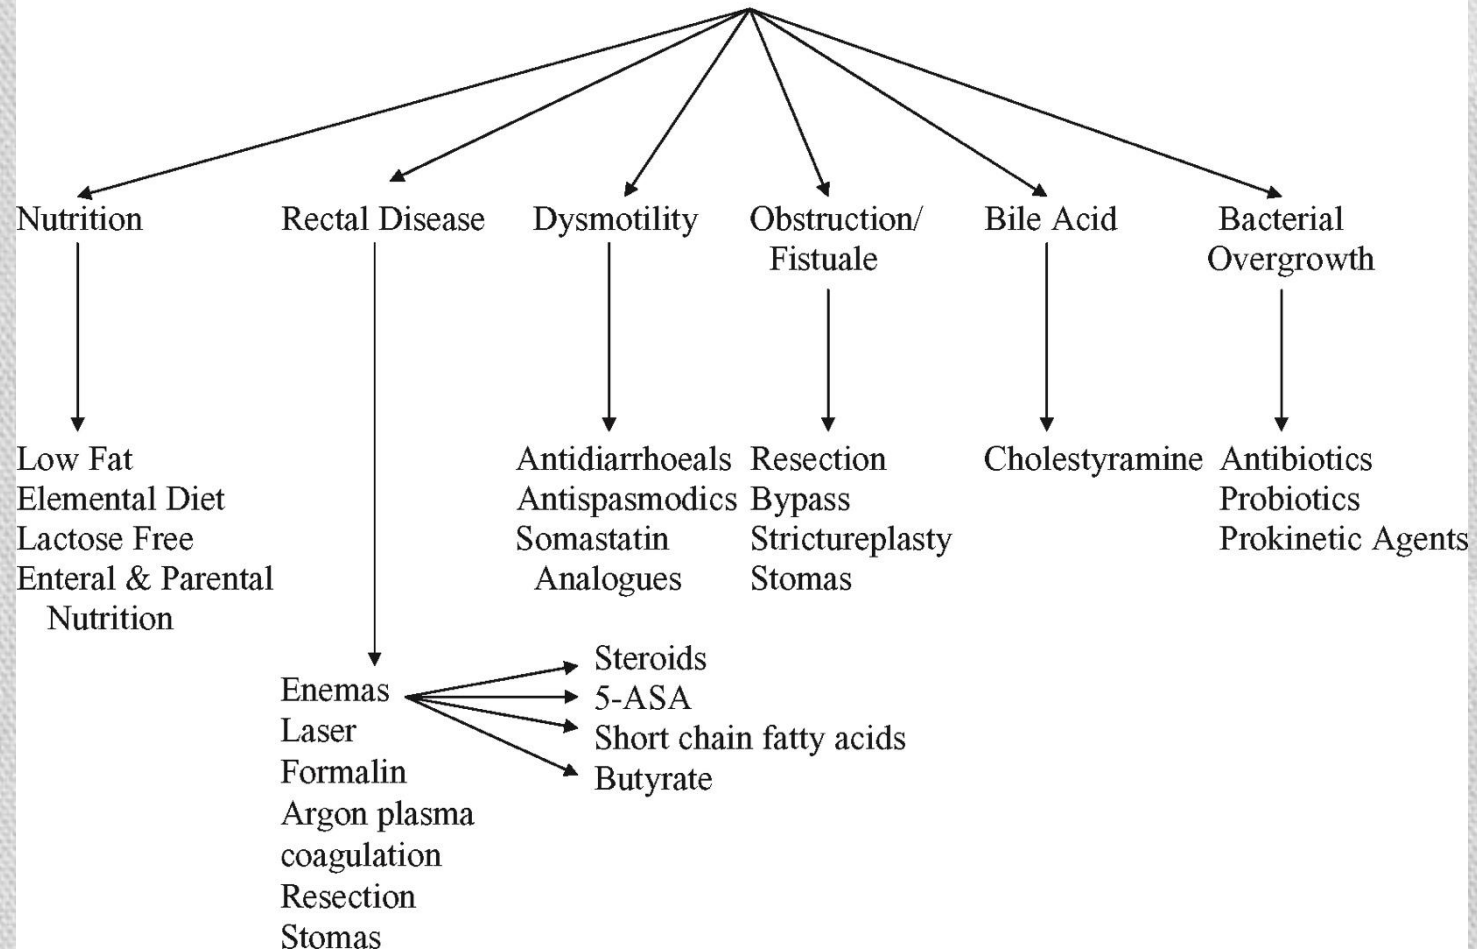 Nutrition
Rectal Disease
Dysmotility
Obstruction/
Fistuale
Bile Acid
Bacterial
Overgrowth
Low Fat
Elemental Diet
Lactose Free
Enteral & Parental
Nutrition
Enemas
Laser
Formalin
Argon plasma
coagulation
Resection
Stomas
Steroids
5-ASA
Short chain fatty acids
Butyrate
Antidiarrhoeals
Antispasmodics
Somastatin
Analogues
Resection
Bypass
Strictureplasty
Stomas
Cholestyramine
Antibiotics
Probiotics
Prokinetic Agents